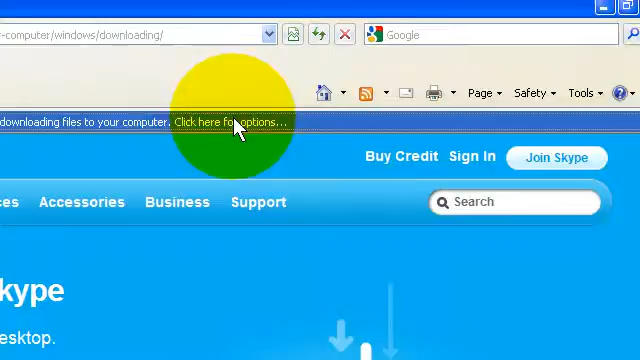 r-computer/windows/downloading/
Google
Page Safety Tools
downloading files to your computer. Click here for options...
Buy Credit Sign In Join Skype
ces Accessories Business Support Search
kype
esktop.